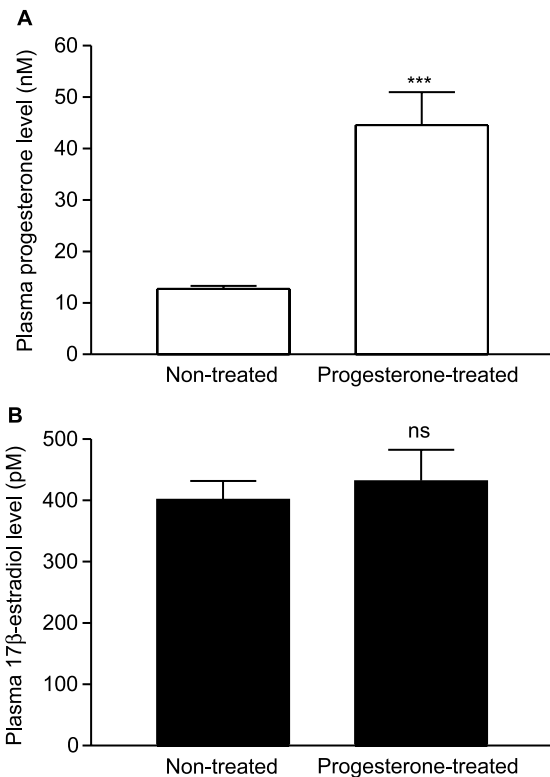 A
Plasma progesterone level (nM)
60
50
40
30
20
10
0
***
Non-treated Progesterone-treated
B
Plasma 17β-estradiol level (pM)
500
400
300
200
100
0
ns
Non-treated Progesterone-treated